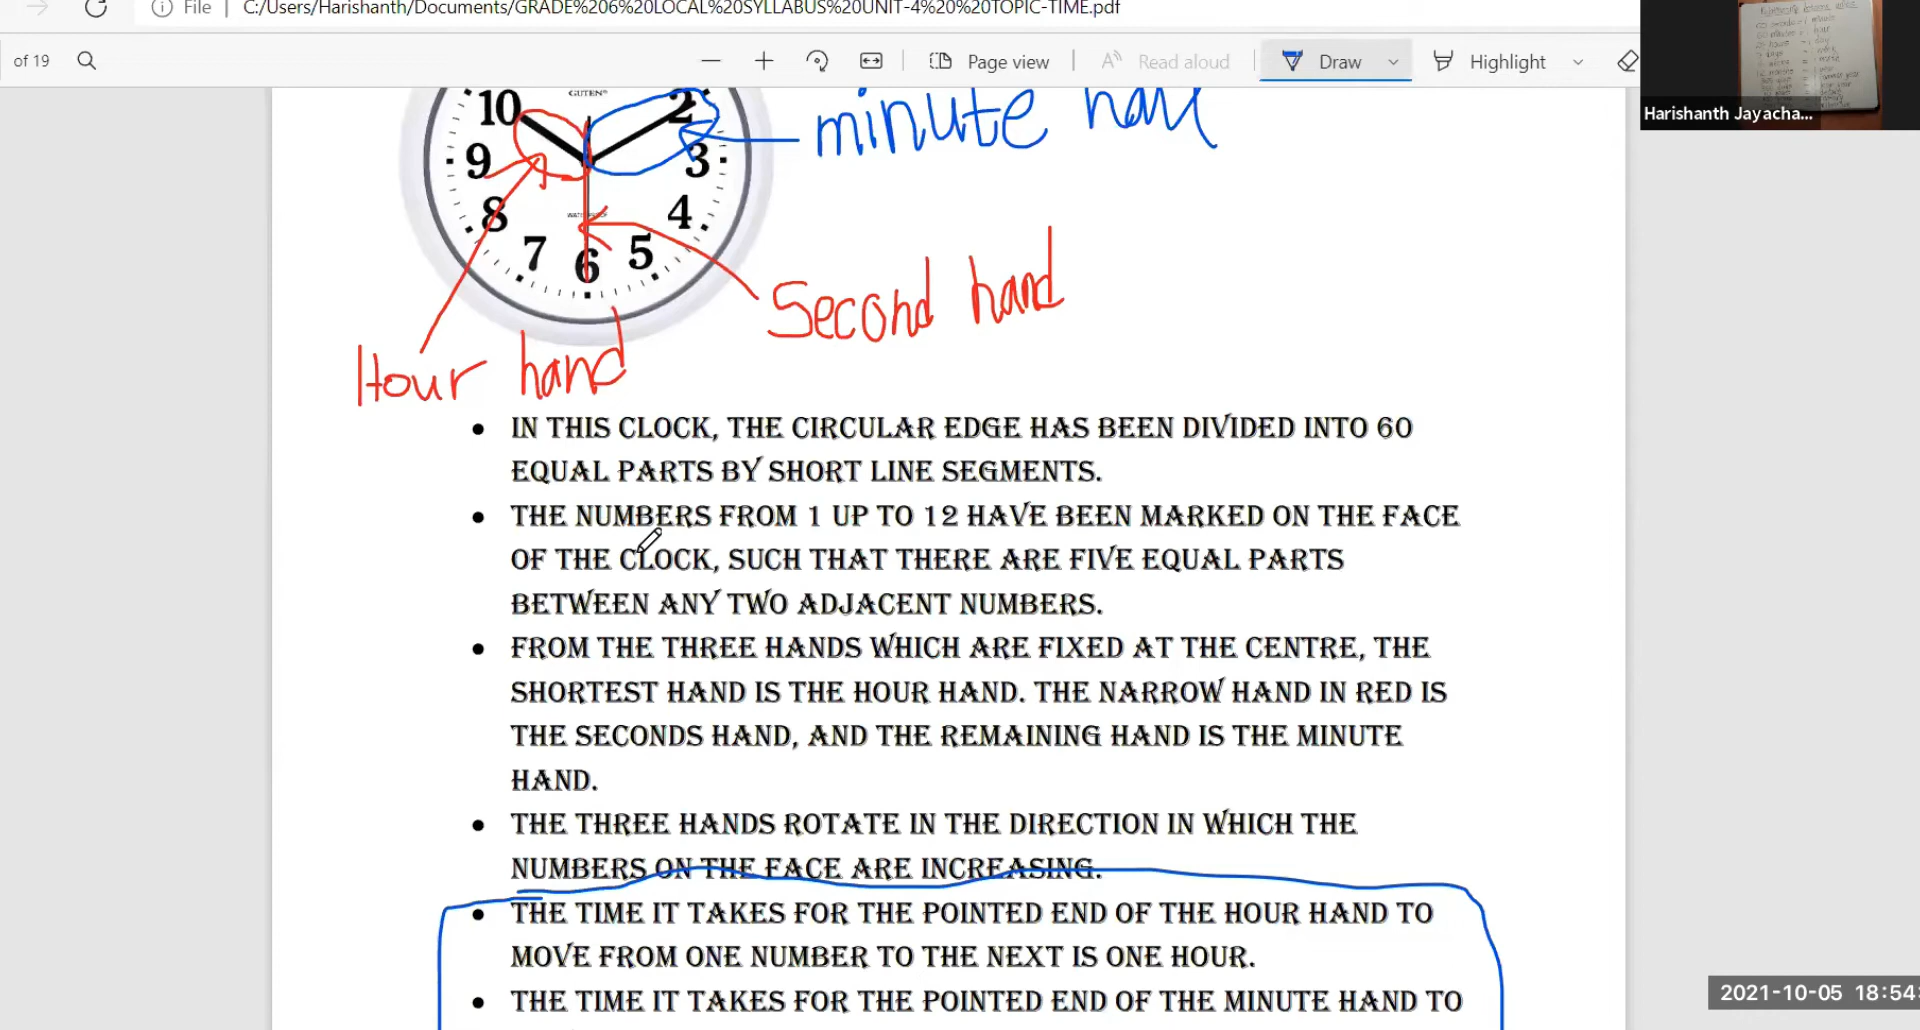 File C:/Users/Harishanth/Documents/GRADE%206%20LOCAL%20SYLLABUS%20UNIT-4%20%20TOPIC-TIME.pdf
of 19 Page view Read aloud Draw Highlight
Harishanth Jayacha...
GUTEN®
10 2
9 3
8 4
7 6 5
minute
Second hand
Hour hand
• IN THIS CLOCK, THE CIRCULAR EDGE HAS BEEN DIVIDED INTO 60
EQUAL PARTS BY SHORT LINE SEGMENTS.
• THE NUMBERS FROM 1 UP TO 12 HAVE BEEN MARKED ON THE FACE
OF THE CLOCK, SUCH THAT THERE ARE FIVE EQUAL PARTS
BETWEEN ANY TWO ADJACENT NUMBERS.
• FROM THE THREE HANDS WHICH ARE FIXED AT THE CENTRE, THE
SHORTEST HAND IS THE HOUR HAND. THE NARROW HAND IN RED IS
THE SECONDS HAND, AND THE REMAINING HAND IS THE MINUTE
HAND.
• THE THREE HANDS ROTATE IN THE DIRECTION IN WHICH THE
NUMBERS ON THE FACE ARE INCREASING.
• THE TIME IT TAKES FOR THE POINTED END OF THE HOUR HAND TO
MOVE FROM ONE NUMBER TO THE NEXT IS ONE HOUR.
• THE TIME IT TAKES FOR THE POINTED END OF THE MINUTE HAND TO
2021-10-05 18:54: